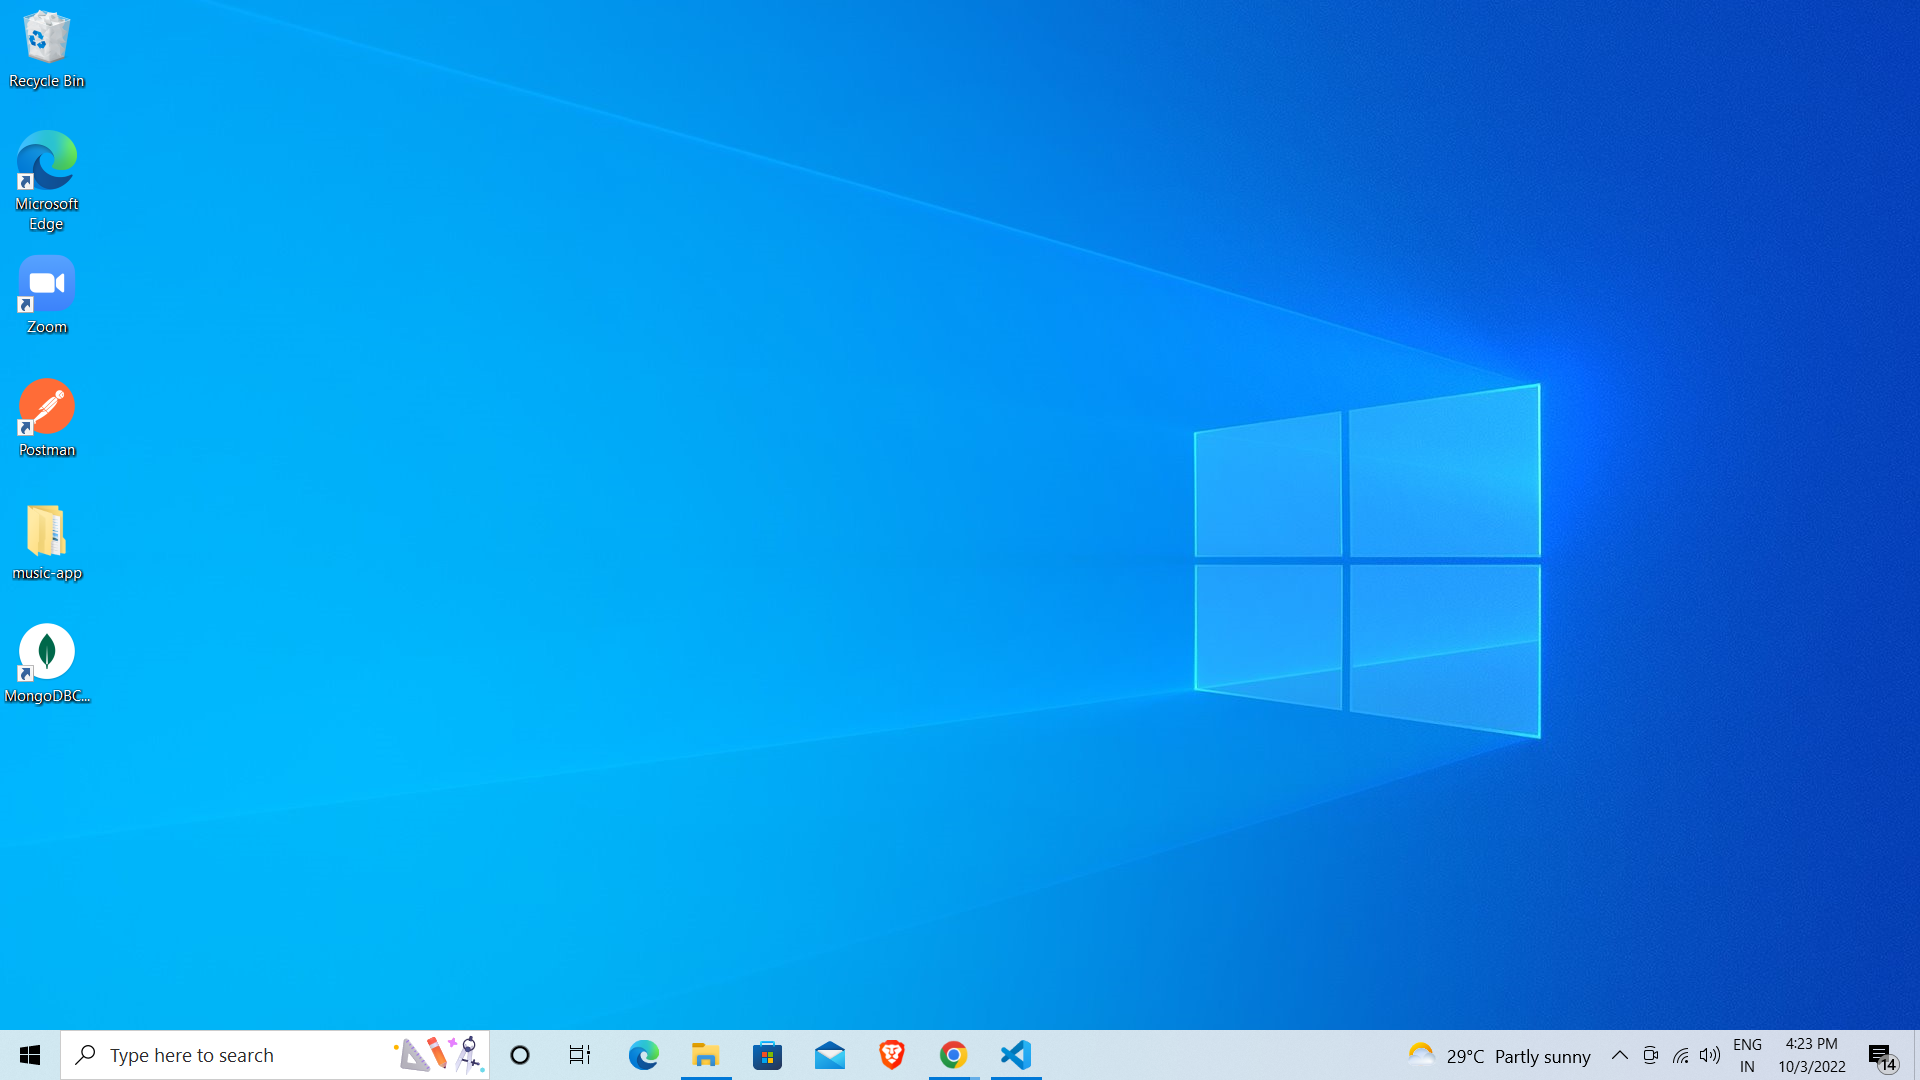 Recycle Bin
Microsoft
Edge
Zoom
Postman
music-app
MongoDBC...
Type here to search
29°C Partly sunny
ENG
IN
4:23 PM
10/3/2022
14